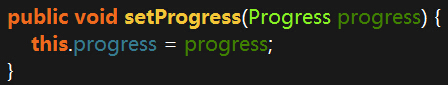 public void setProgress(Progress progress) {
this.progress = progress;
}